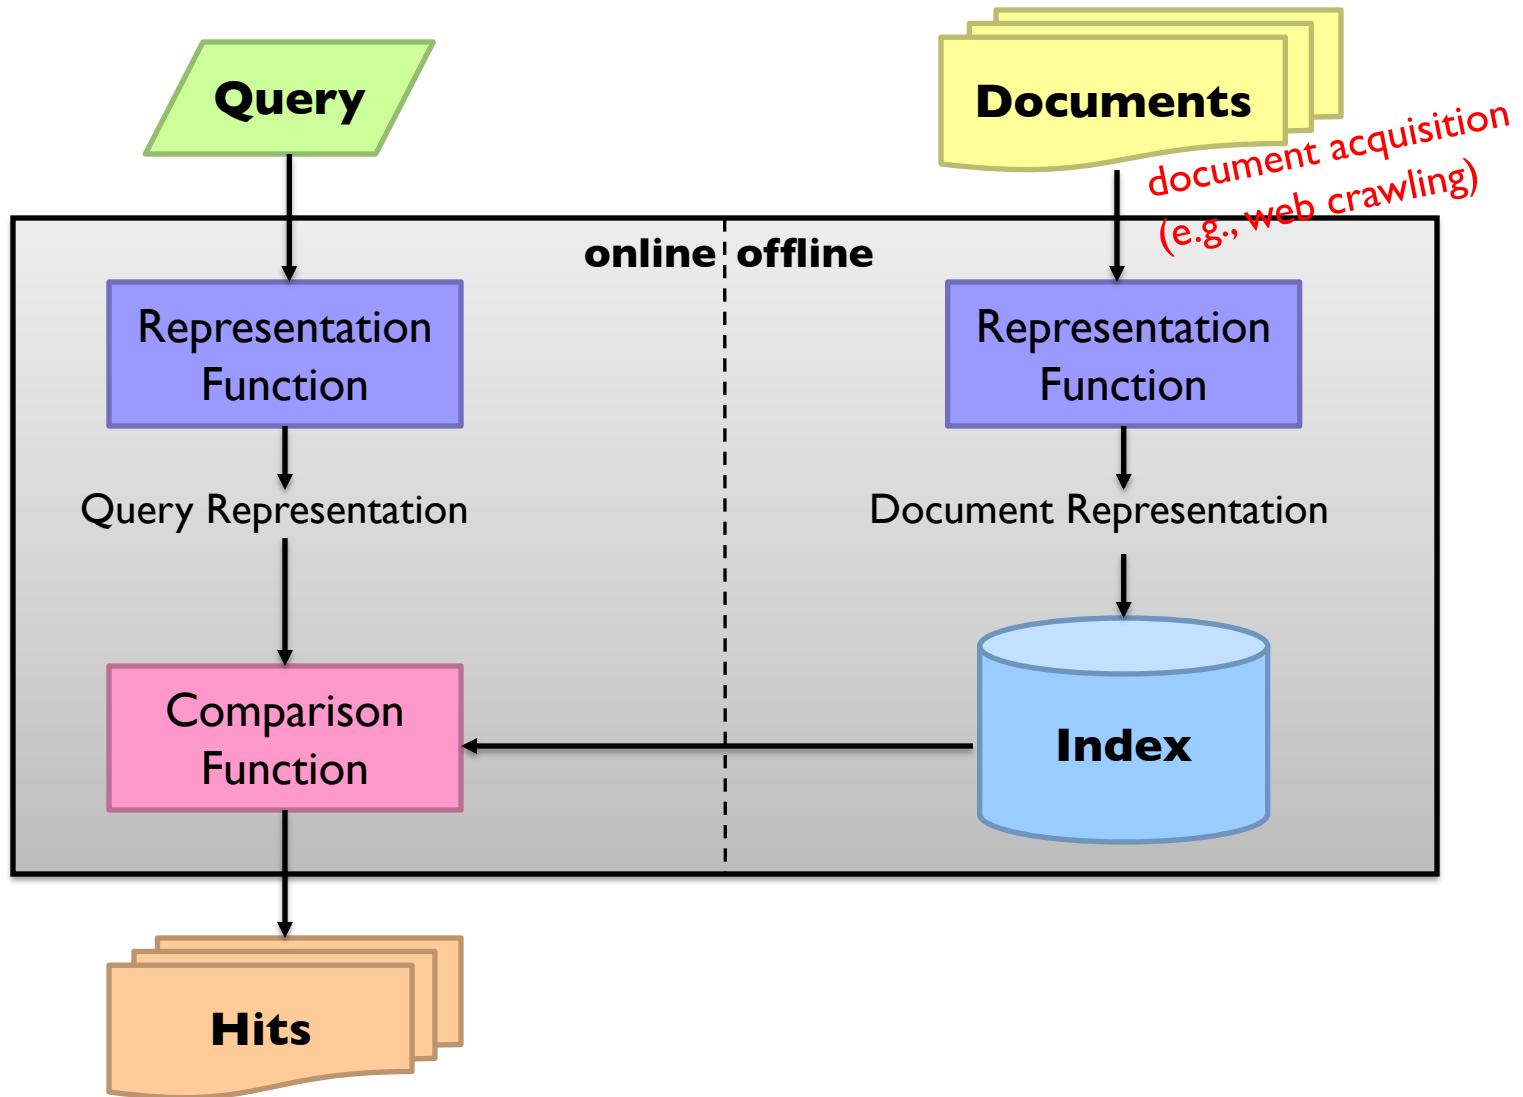 Query
Documents
document acquisition
(e.g., web crawling)
online
offline
Representation
Function
Representation
Function
Query Representation
Document Representation
Comparison
Function
Index
Hits